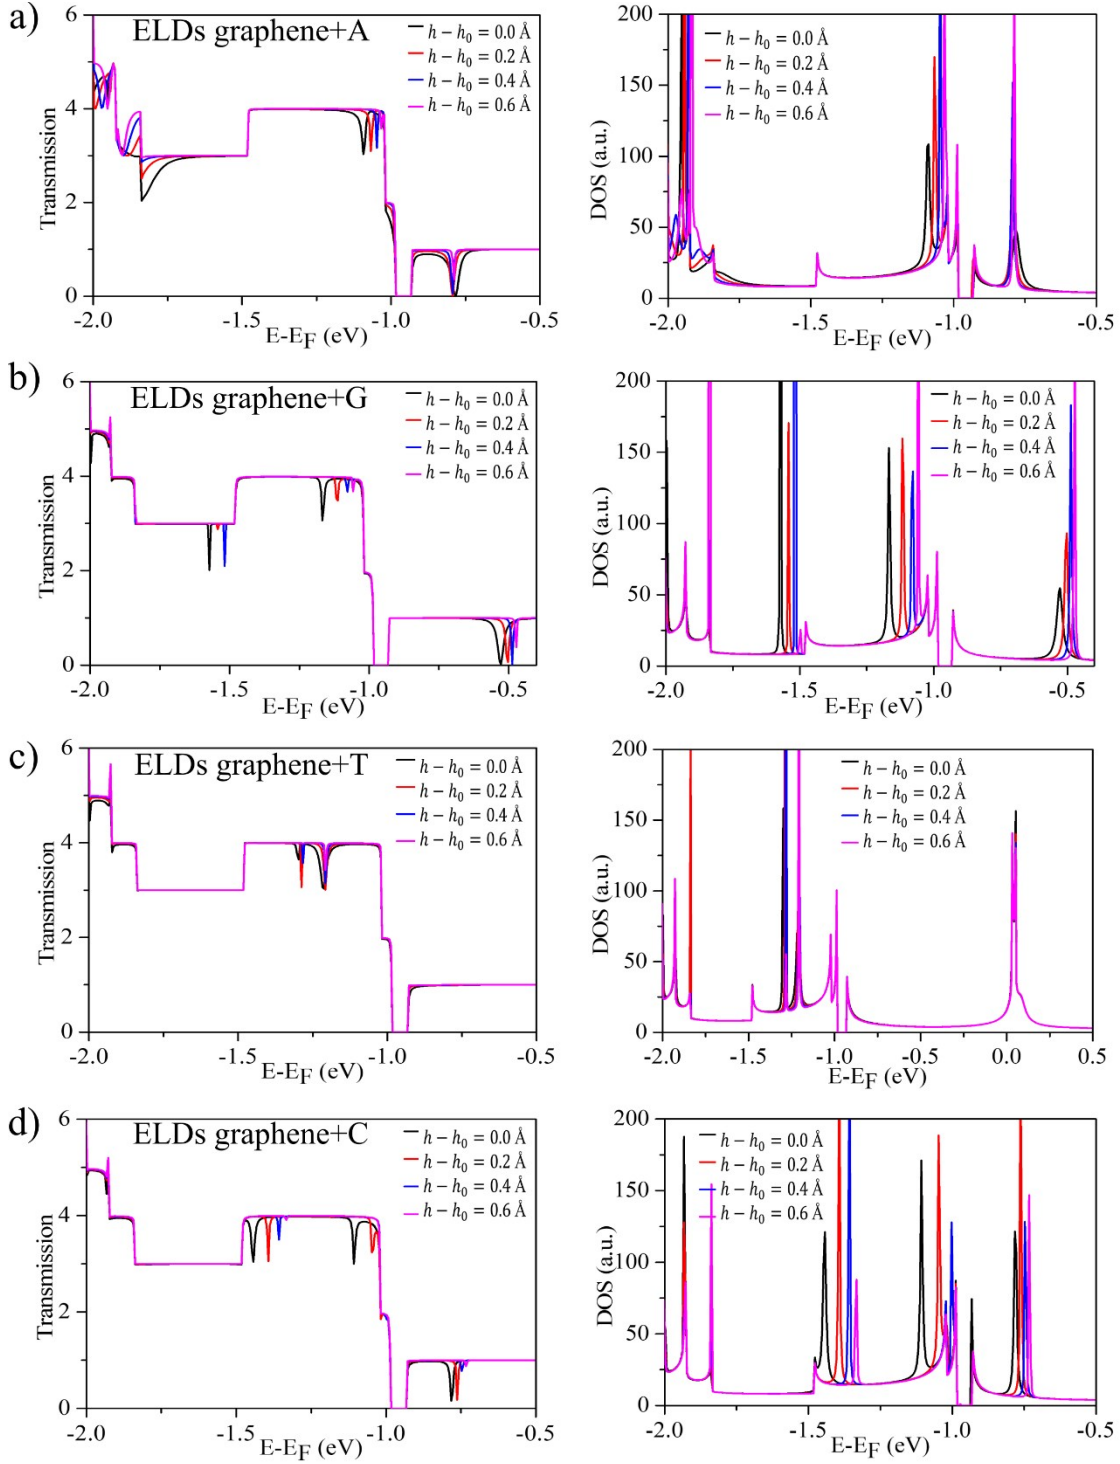 a)
ELDs graphene+A
h − h0 = 0.0 Å
h − h0 = 0.2 Å
h − h0 = 0.4 Å
h − h0 = 0.6 Å
Transmission
6
4
2
0
-2.0 -1.5 -1.0 -0.5
E-EF (eV)
h − h0 = 0.0 Å
h − h0 = 0.2 Å
h − h0 = 0.4 Å
h − h0 = 0.6 Å
DOS (a.u.)
200
150
100
50
0
-2.0 -1.5 -1.0 -0.5
E-EF (eV)
b)
ELDs graphene+G
h − h0 = 0.0 Å
h − h0 = 0.2 Å
h − h0 = 0.4 Å
h − h0 = 0.6 Å
Transmission
6
4
2
0
-2.0 -1.5 -1.0 -0.5
E-EF (eV)
h − h0 = 0.0 Å
h − h0 = 0.2 Å
h − h0 = 0.4 Å
h − h0 = 0.6 Å
DOS (a.u.)
200
150
100
50
0
-2.0 -1.5 -1.0 -0.5
E-EF (eV)
c)
ELDs graphene+T
h − h0 = 0.0 Å
h − h0 = 0.2 Å
h − h0 = 0.4 Å
h − h0 = 0.6 Å
Transmission
6
4
2
0
-2.0 -1.5 -1.0 -0.5
E-EF (eV)
h − h0 = 0.0 Å
h − h0 = 0.2 Å
h − h0 = 0.4 Å
h − h0 = 0.6 Å
DOS (a.u.)
200
150
100
50
0
-2.0 -1.5 -1.0 -0.5 0.0 0.5
E-EF (eV)
d)
ELDs graphene+C
h − h0 = 0.0 Å
h − h0 = 0.2 Å
h − h0 = 0.4 Å
h − h0 = 0.6 Å
Transmission
6
4
2
0
-2.0 -1.5 -1.0 -0.5
E-EF (eV)
h − h0 = 0.0 Å
h − h0 = 0.2 Å
h − h0 = 0.4 Å
h − h0 = 0.6 Å
DOS (a.u.)
200
150
100
50
0
-2.0 -1.5 -1.0 -0.5
E-EF (eV)